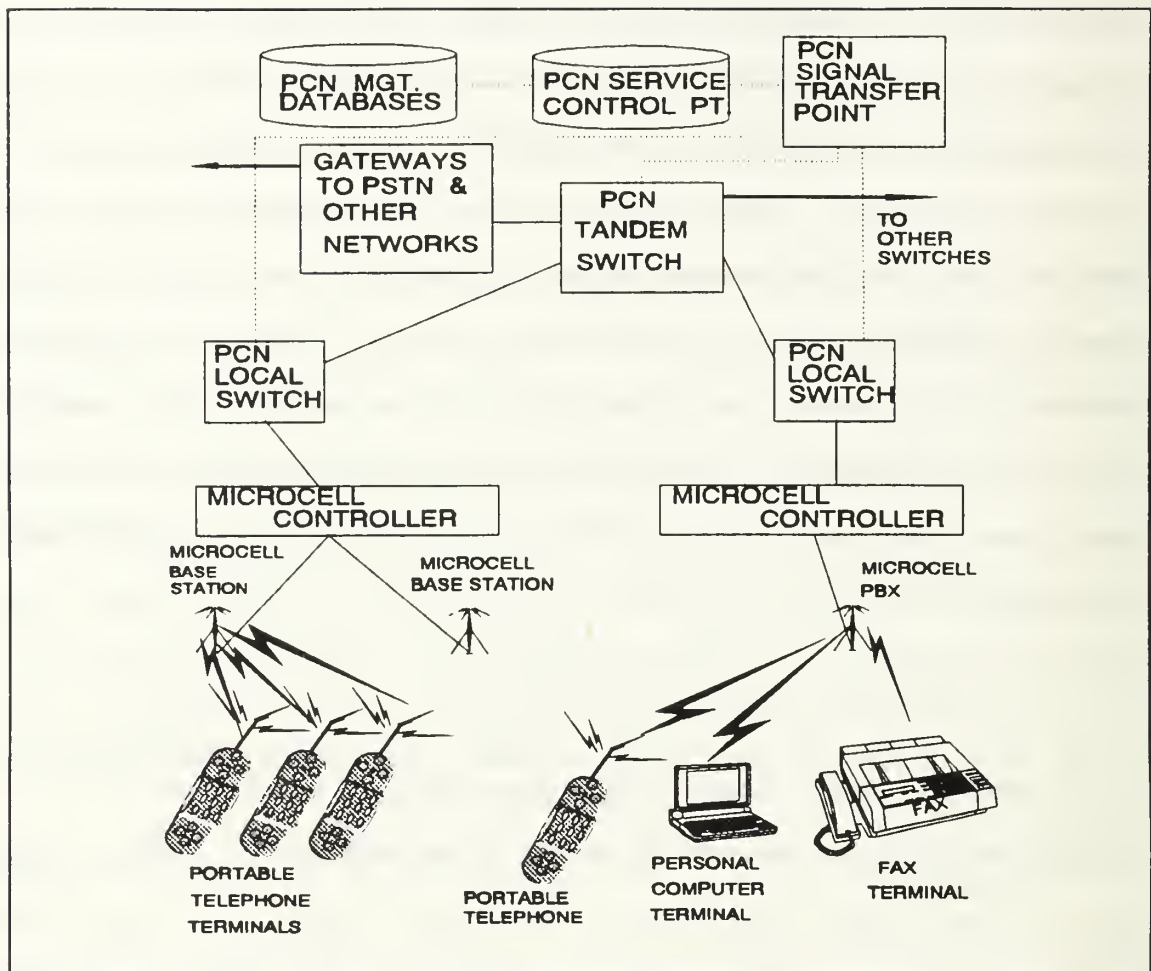 PCN MGT.
DATABASES
PCN SERVICE
CONTROL PT.
PCN
SIGNAL
TRANSFER
POINT
GATEWAYS
TO PSTN &
OTHER
NETWORKS
PCN
TANDEM
SWITCH
TO
OTHER
SWITCHES
PCN
LOCAL
SWITCH
PCN
LOCAL
SWITCH
MICROCELL
CONTROLLER
MICROCELL
CONTROLLER
MICROCELL
BASE
STATION
MICROCELL
BASE STATION
MICROCELL
PBX
FAX
PORTABLE
TELEPHONE
TERMINALS
PORTABLE
TELEPHONE
PERSONAL
COMPUTER
TERMINAL
FAX
TERMINAL